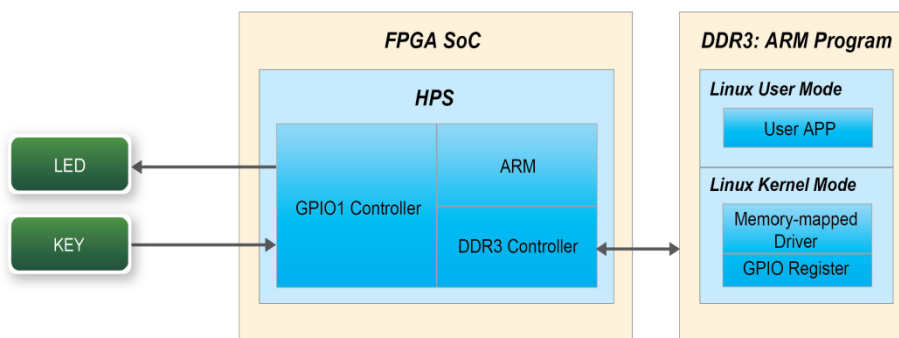 FPGA SoC
HPS
LED
KEY
GPIO1 Controller
ARM
DDR3 Controller
DDR3: ARM Program
Linux User Mode
User APP
Linux Kernel Mode
Memory-mapped
Driver
GPIO Register